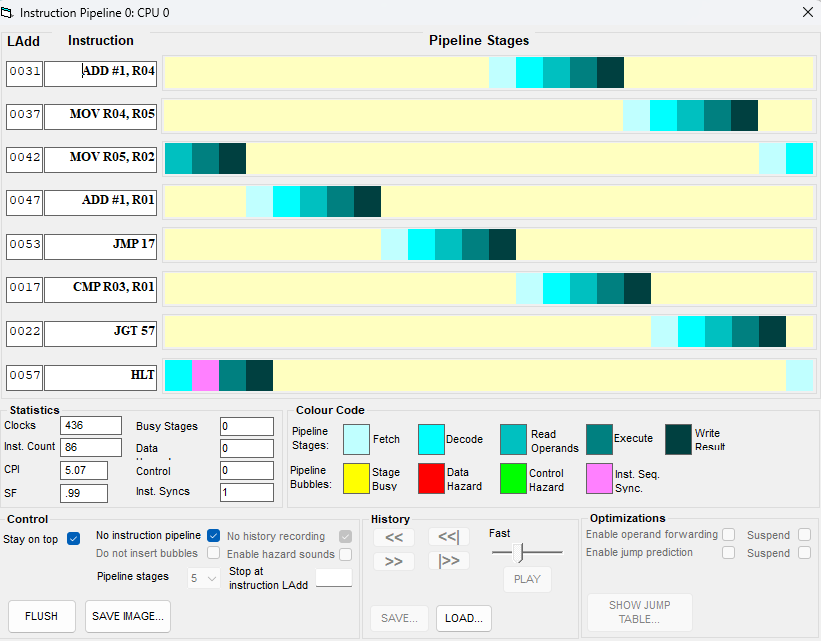 Instruction Pipeline 0: CPU 0
LAdd Instruction Pipeline Stages
0031 ADD #1, R04
0037 MOV R04, R05
0042 MOV R05, R02
0047 ADD #1, R01
0053 JMP 17
0017 CMP R03, R01
0022 JGT 57
0057 HLT
Statistics
Clocks 436
Inst. Count 86
CPI 5.07
SF .99
Busy Stages 0
Data 0
Control 0
Inst. Syncs 1
Colour Code
Pipeline
Stages:
Fetch
Decode
Read
Operands
Execute
Write
Result
Pipeline
Bubbles:
Stage
Busy
Data
Hazard
Control
Hazard
Inst. Seq.
Sync.
Control
Stay on top
No instruction pipeline
No history recording
Do not insert bubbles
Enable hazard sounds
Pipeline stages 5
Stop at
instruction LAdd
FLUSH
SAVE IMAGE...
History
<< <<|
>> |>>
Fast
PLAY
SAVE...
LOAD...
Optimizations
Enable operand forwarding Suspend
Enable jump prediction Suspend
SHOW JUMP
TABLE...